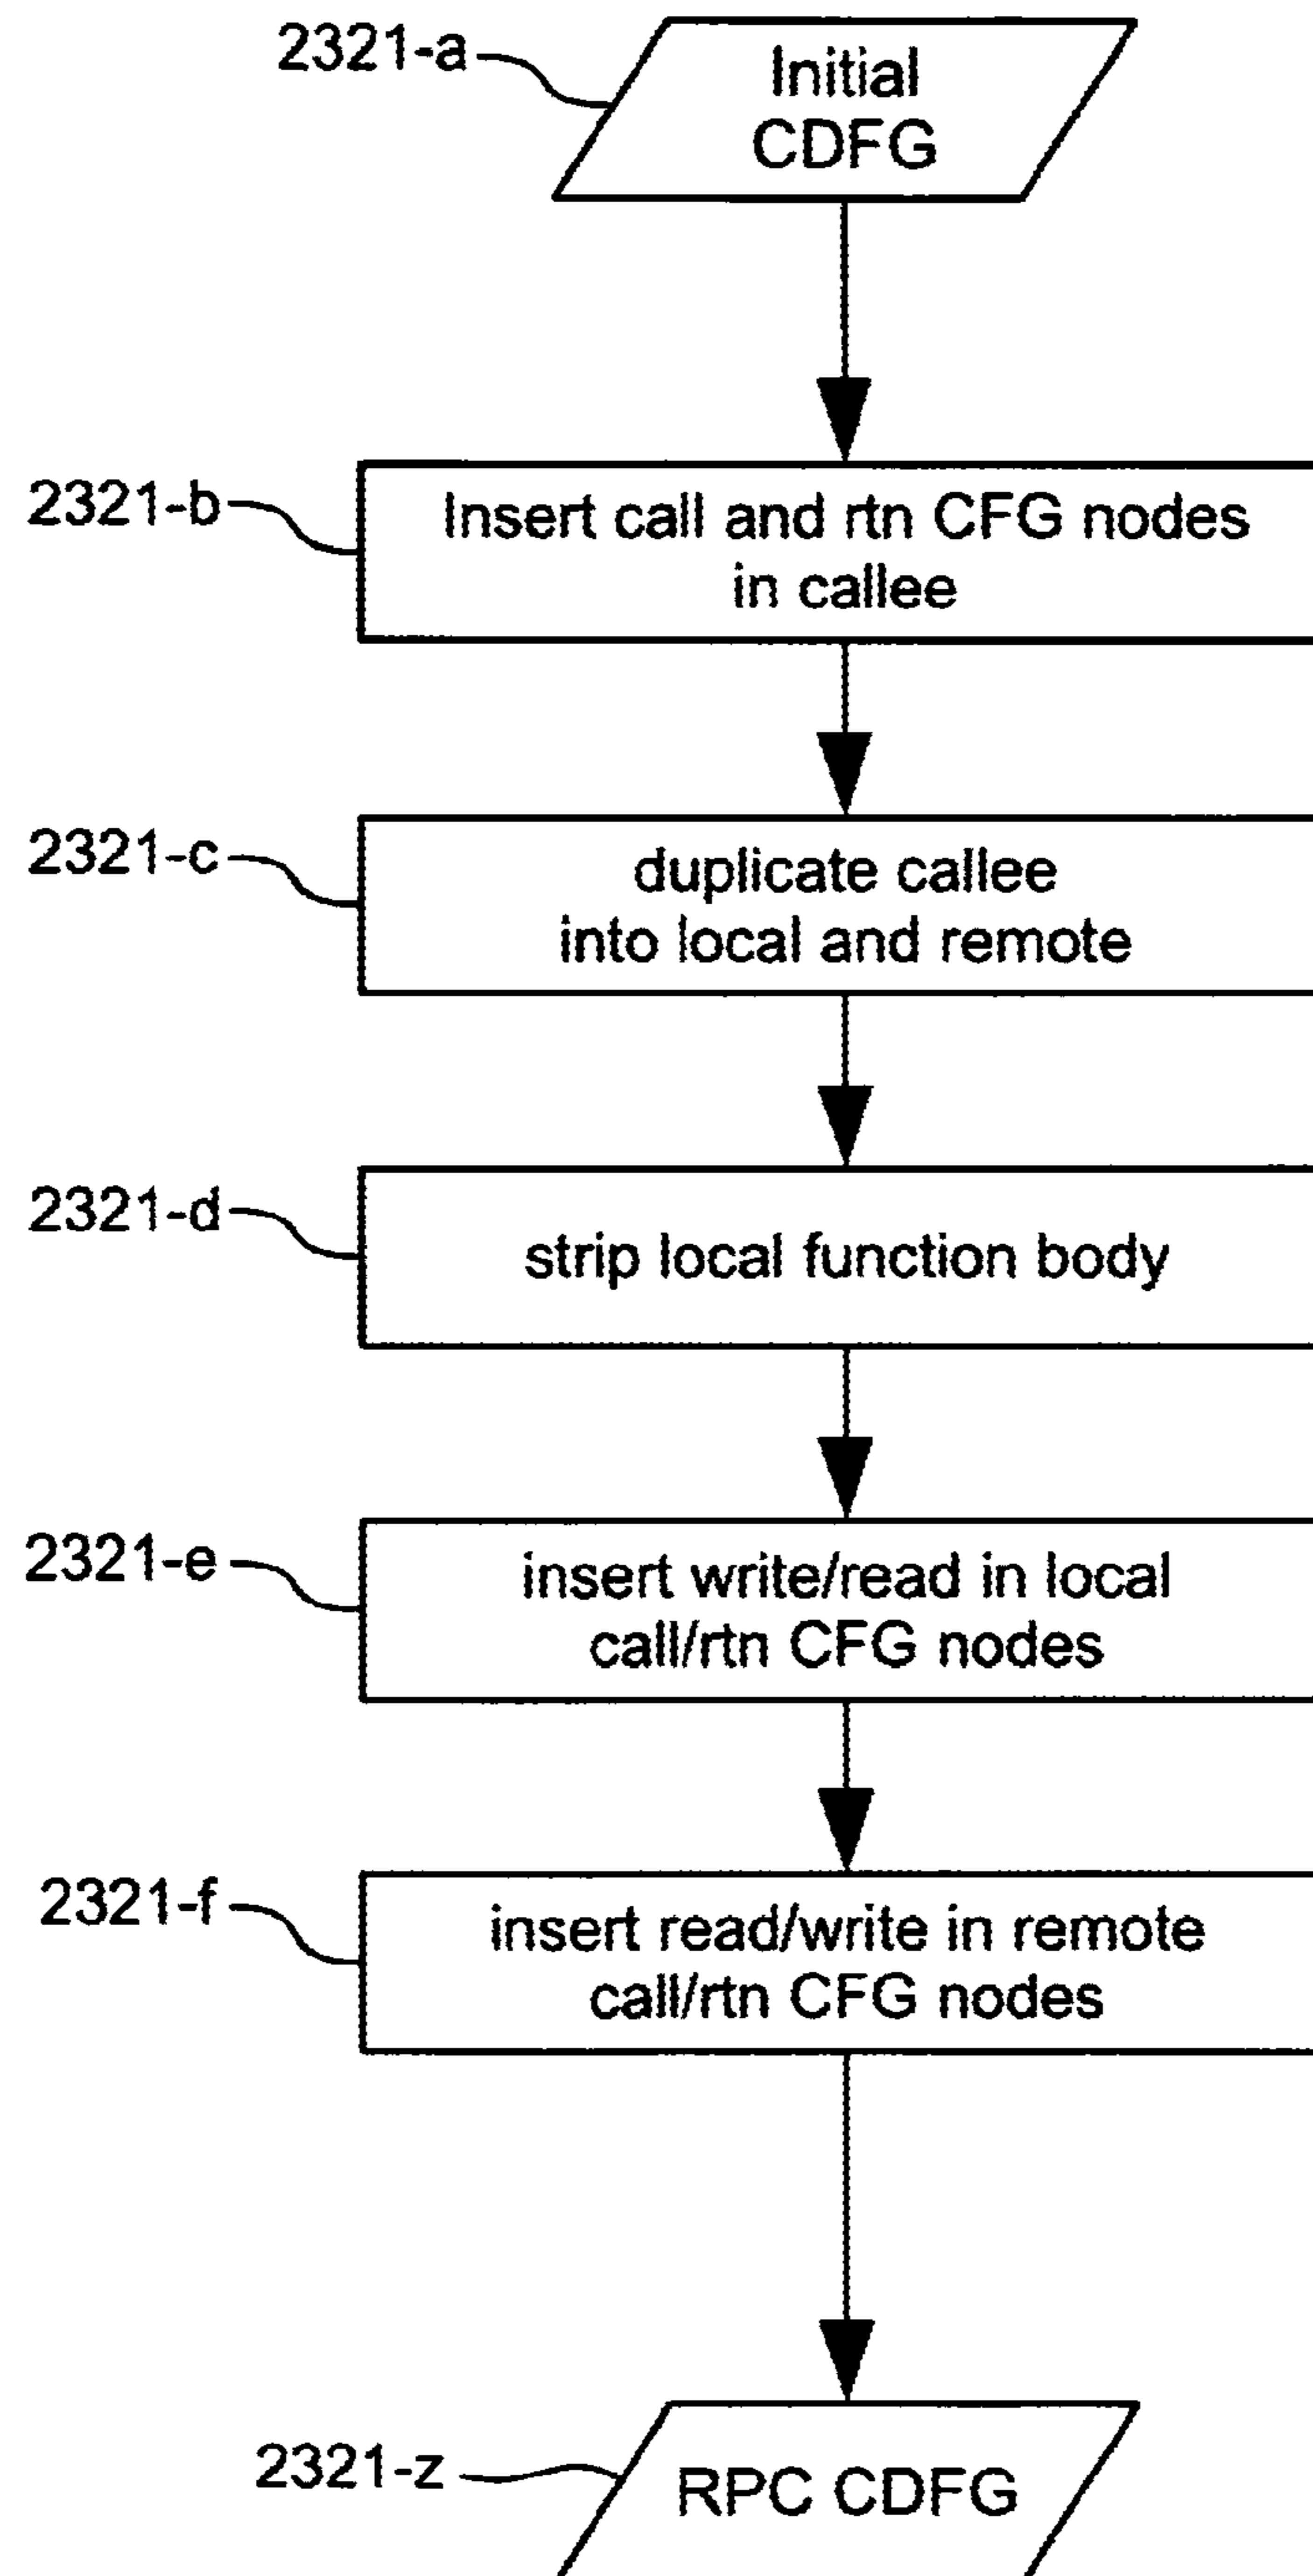 2321-a
Initial
CDFG
2321-b
Insert call and rtn CFG nodes
in callee
2321-c
duplicate callee
into local and remote
2321-d
strip local function body
2321-e
insert write/read in local
call/rtn CFG nodes
2321-f
insert read/write in remote
call/rtn CFG nodes
2321-z
RPC CDFG